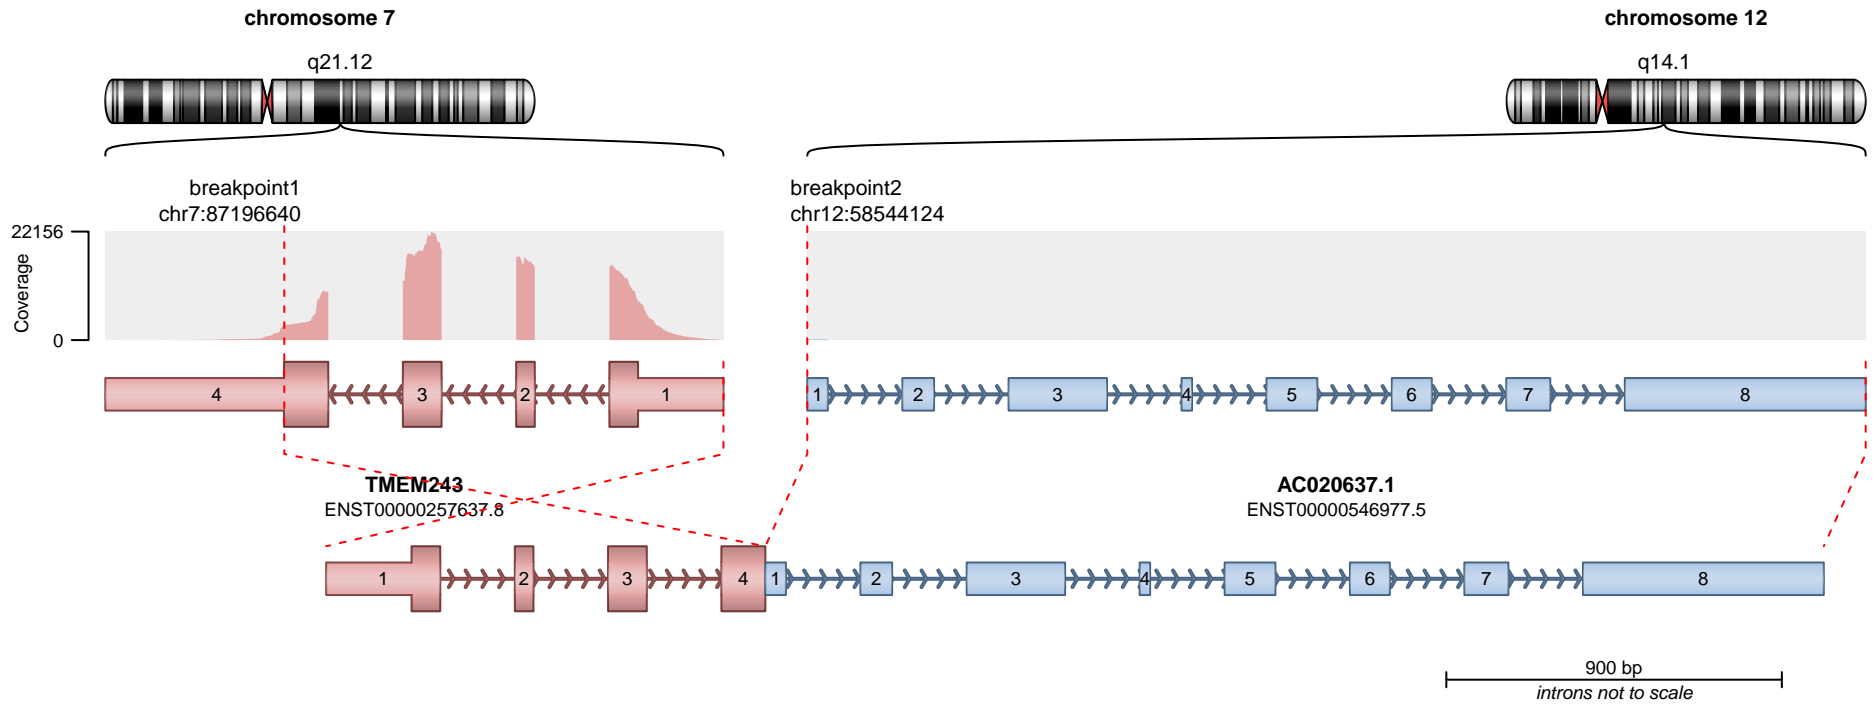 chromosome 7
chromosome 12
q21.12
q14.1
breakpoint1
chr7:87196640
breakpoint2
chr12:58544124
22156
Coverage
0
4
3
2
1
1
2
3
4
5
6
7
8
TMEM243
ENST00000257637.8
AC020637.1
ENST00000546977.5
1
2
3
4
1
2
3
4
5
6
7
8
900 bp
introns not to scale